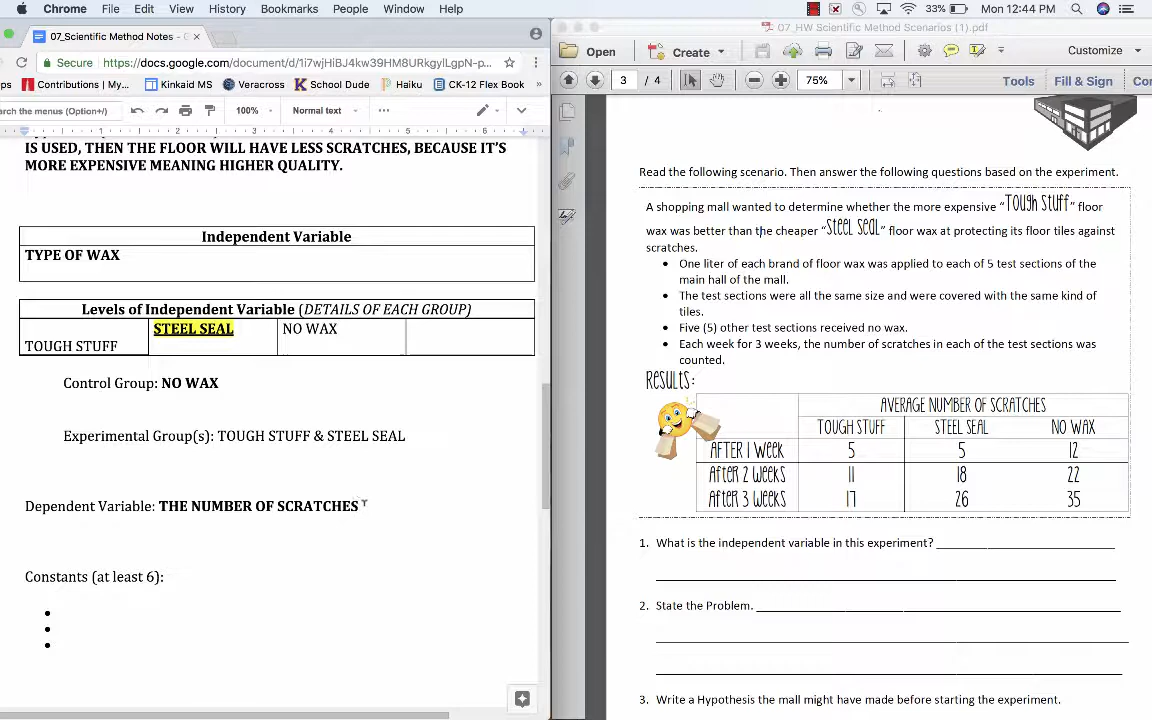 Chrome File Edit View History Bookmarks People Window Help 33% Mon 12:44 PM
07_Scientific Method Notes - G
07_HW Scientific Method Scenarios (1).pdf
Secure https://docs.google.com/document/d/1i7wjHiBJ4kw39HM8URkgylLgpN-p...
Open Create Customize
ps Contributions | My... Kinkaid MS Veracross School Dude Haiku CK-12 Flex Book »
3 / 4 75% Tools Fill & Sign Co
rch the menus (Option+/) 100% Normal text
1 2 3 4 5 6
IS USED, THEN THE FLOOR WILL HAVE LESS SCRATCHES, BECAUSE IT'S
MORE EXPENSIVE MEANING HIGHER QUALITY.
Independent Variable
TYPE OF WAX
Levels of Independent Variable (DETAILS OF EACH GROUP)
TOUGH STUFF STEEL SEAL NO WAX
Control Group: NO WAX
Experimental Group(s): TOUGH STUFF & STEEL SEAL
Dependent Variable: THE NUMBER OF SCRATCHES
Constants (at least 6):
•
•
•
Read the following scenario. Then answer the following questions based on the experiment.
A shopping mall wanted to determine whether the more expensive "Tough Stuff" floor
wax was better than the cheaper "Steel Seal" floor wax at protecting its floor tiles against
scratches.
• One liter of each brand of floor wax was applied to each of 5 test sections of the
main hall of the mall.
• The test sections were all the same size and were covered with the same kind of
tiles.
• Five (5) other test sections received no wax.
• Each week for 3 weeks, the number of scratches in each of the test sections was
counted.
Results:
AVERAGE NUMBER OF SCRATCHES
TOUGH STUFF STEEL SEAL NO WAX
AFTER 1 Week 5 5 12
After 2 weeks 11 18 22
After 3 weeks 17 26 35
1. What is the independent variable in this experiment?
2. State the Problem.
3. Write a Hypothesis the mall might have made before starting the experiment.